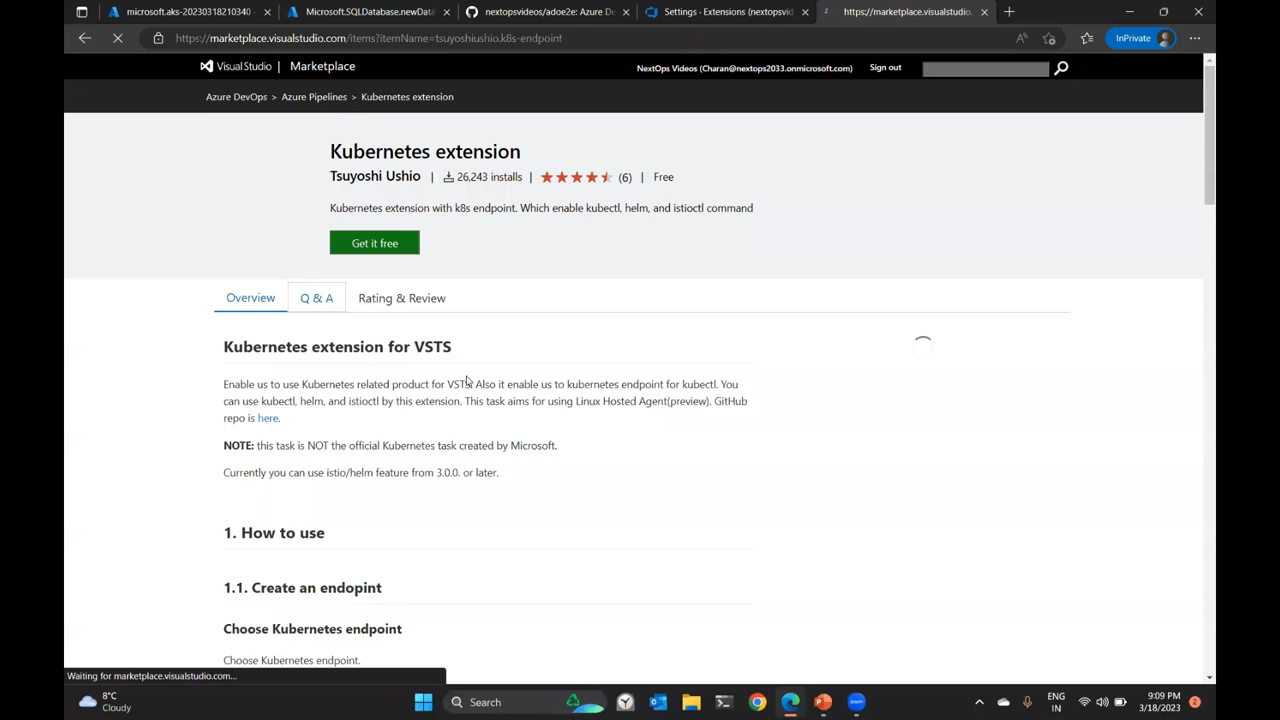 microsoft.aks-20230318210340
Microsoft.SQLDatabase.newData
nextopsvideos/adoe2e: Azure De
Settings - Extensions (nextopsvid
https://marketplace.visualstudio.
https://marketplace.visualstudio.com/items?itemName=tsuyoshiushio.k8s-endpoint
InPrivate
Visual Studio | Marketplace
NextOps Videos (Charan@nextops2033.onmicrosoft.com)
Sign out
Azure DevOps > Azure Pipelines > Kubernetes extension
Kubernetes extension
Tsuyoshi Ushio | 26,243 installs | (6) | Free
Kubernetes extension with k8s endpoint. Which enable kubectl, helm, and istioctl command
Get it free
Overview
Q & A
Rating & Review
Kubernetes extension for VSTS
Enable us to use Kubernetes related product for VSTS. Also it enable us to kubernetes endpoint for kubectl. You
can use kubectl, helm, and istioctl by this extension. This task aims for using Linux Hosted Agent(preview). GitHub
repo is here.
NOTE: this task is NOT the official Kubernetes task created by Microsoft.
Currently you can use istio/helm feature from 3.0.0. or later.
1. How to use
1.1. Create an endopint
Choose Kubernetes endpoint
Choose Kubernetes endpoint.
Waiting for marketplace.visualstudio.com...
8°C
Cloudy
Search
ENG
IN
9:09 PM
3/18/2023
2